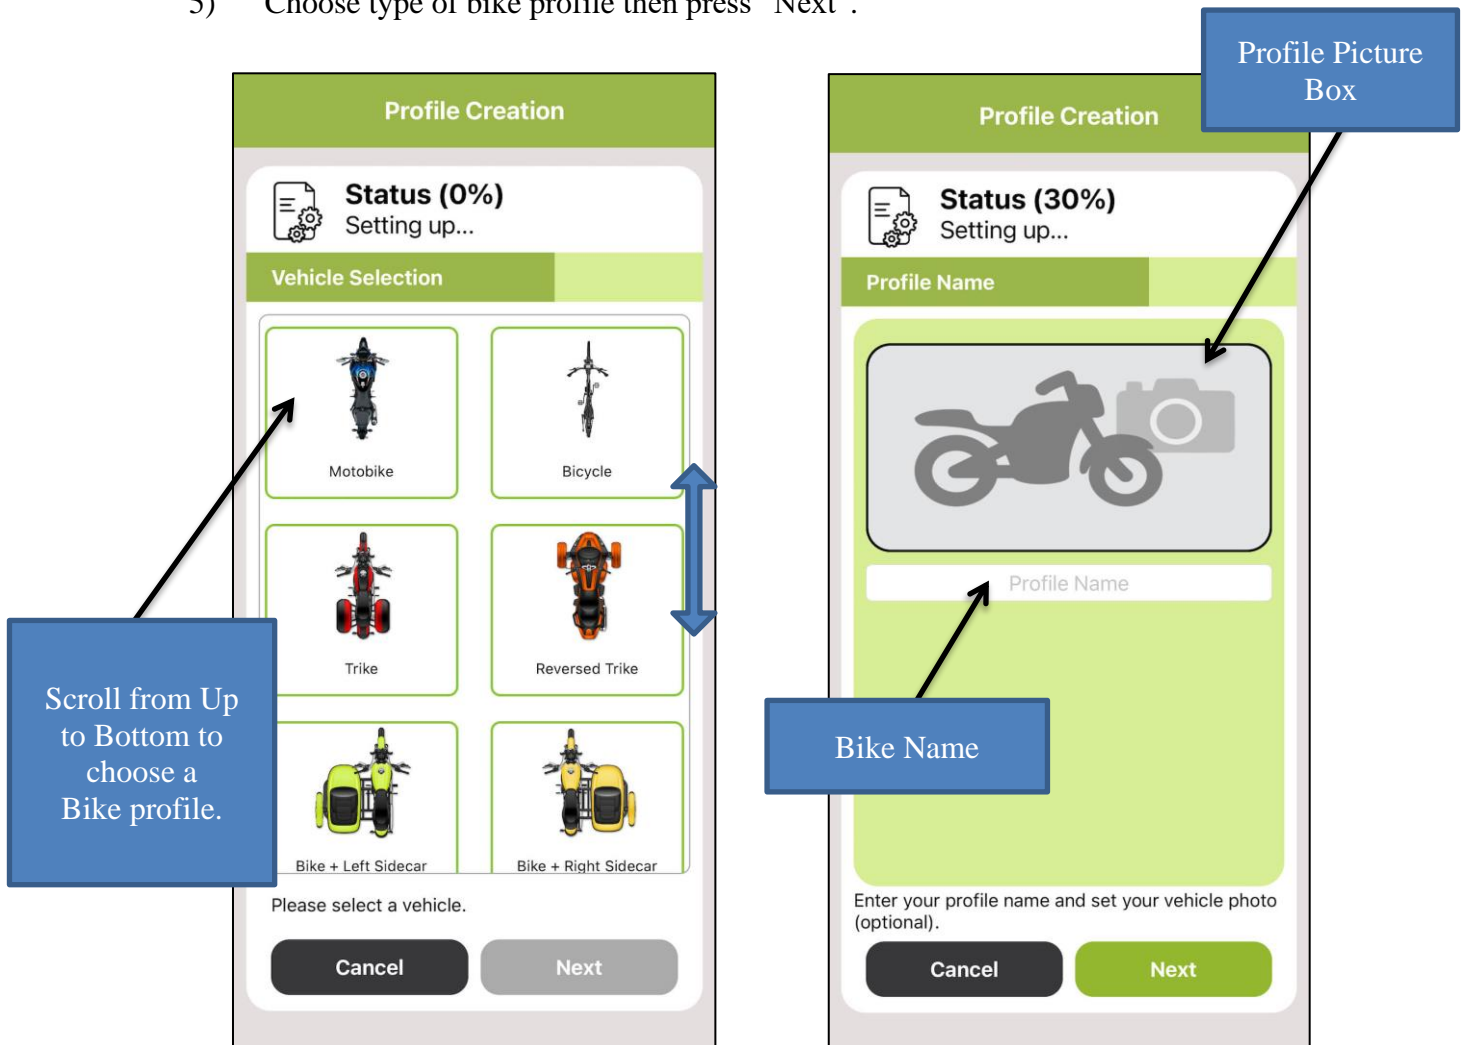 5) Choose type of bike profile then press "Next".
Profile Picture
Box
Profile Creation
Status (0%)
Setting up...
Vehicle Selection
Motobike
Bicycle
Trike
Reversed Trike
Bike + Left Sidecar
Bike + Right Sidecar
Please select a vehicle.
Cancel
Next
Scroll from Up
to Bottom to
choose a
Bike profile.
Profile Creation
Status (30%)
Setting up...
Profile Name
Profile Name
Bike Name
Enter your profile name and set your vehicle photo
(optional).
Cancel
Next